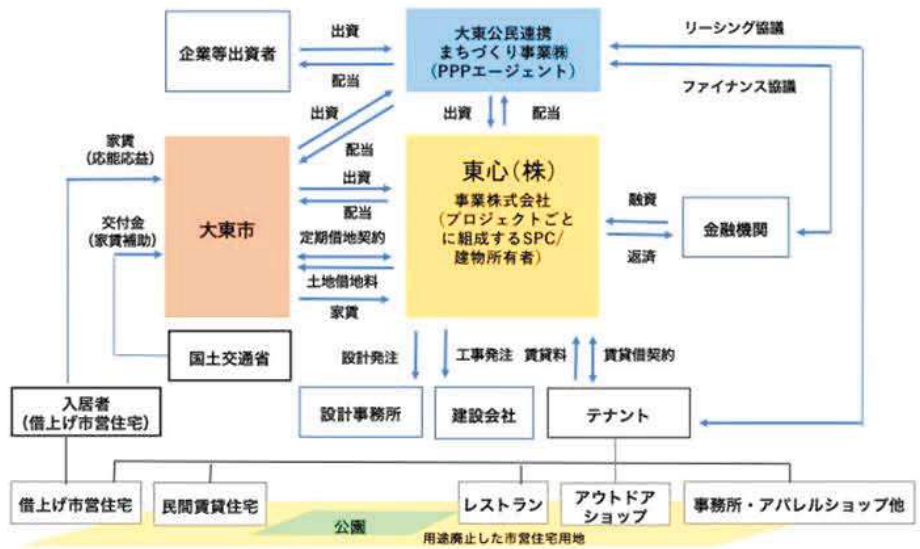 企業等出資者
出資
配当
大東公民連携
まちづくり事業㈱
(PPPエージェント)
リーシング協議
ファイナンス協議
出資
配当
出資
配当
家賃
(応能応益)
交付金
(家賃補助)
大東市
出資
配当
定期借地契約
土地借地料
家賃
東心(株)
事業株式会社
(プロジェクトごと
に組成するSPC/
建物所有者)
融資
返済
金融機関
国土交通省
設計発注
工事発注
賃貸料
賃貸借契約
入居者
(借上げ市営住宅)
設計事務所
建設会社
テナント
借上げ市営住宅
民間賃貸住宅
レストラン
アウトドア
ショップ
事務所・アパレルショップ他
公園
用途廃止した市営住宅用地